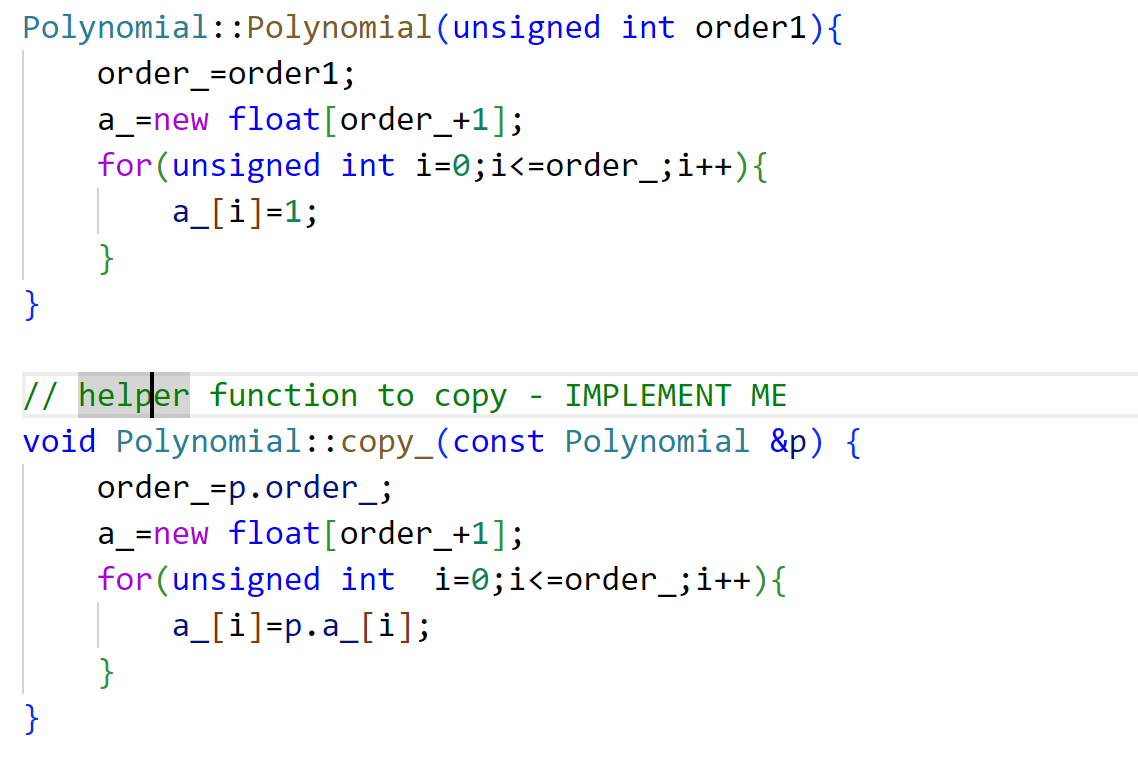 Polynomial::Polynomial(unsigned int order1){
    order_=order1;
    a_=new float[order_+1];
    for(unsigned int i=0;i<=order_;i++){
        a_[i]=1;
    }
}

// helper function to copy - IMPLEMENT ME
void Polynomial::copy_(const Polynomial &p) {
    order_=p.order_;
    a_=new float[order_+1];
    for(unsigned int  i=0;i<=order_;i++){
        a_[i]=p.a_[i];
    }
}